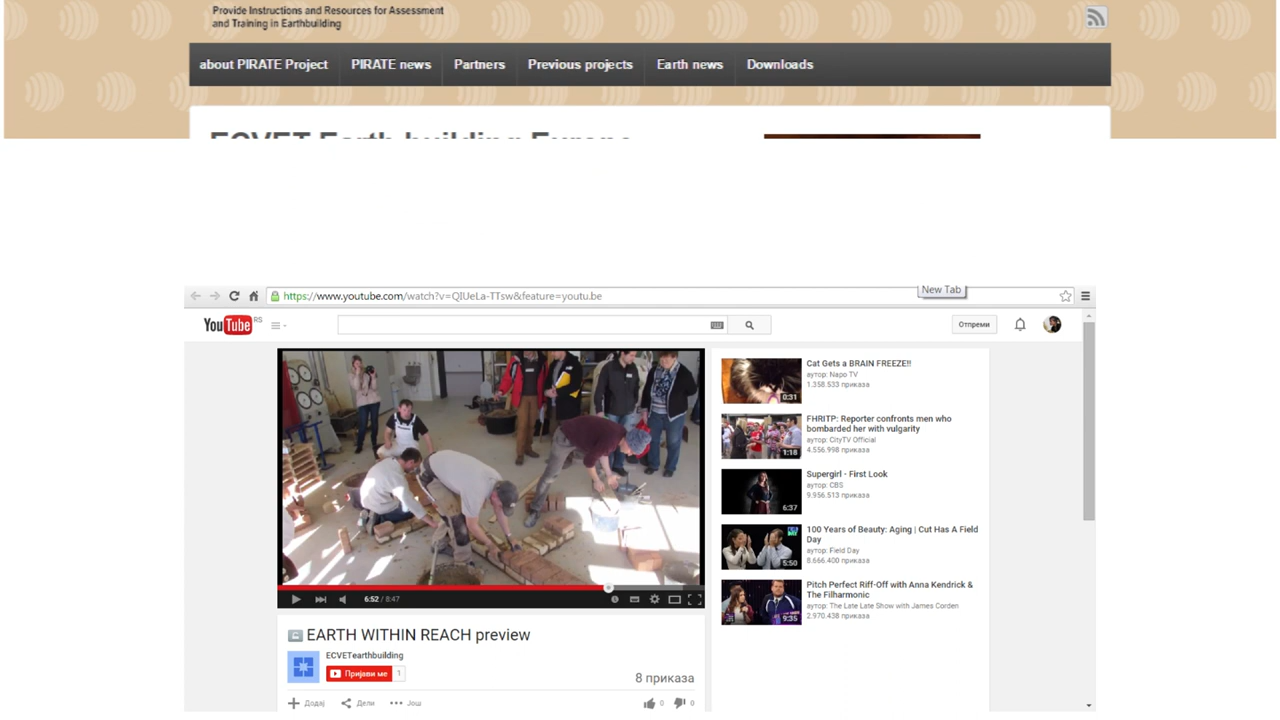 Provide Instructions and Resources for Assessment
and Training in Earthbuilding
about PIRATE Project PIRATE news Partners Previous projects Earth news Downloads
ECVET Earth building Europe
https://www.youtube.com/watch?v=QIUeLa-TTsw&feature=youtu.be
New Tab
YouTube RS
Отпреми
Cat Gets a BRAIN FREEZE!!
аутор: Napo TV
1.358.533 приказа
0:31
FHRITP: Reporter confronts men who
bombarded her with vulgarity
аутор: CityTV Official
4.556.998 приказа
1:18
Supergirl - First Look
аутор: CBS
9.956.513 приказа
6:37
100 Years of Beauty: Aging | Cut Has A Field
Day
аутор: Field Day
8.666.400 приказа
FIELD DAY
5:50
Pitch Perfect Riff-Off with Anna Kendrick &
The Filharmonic
аутор: The Late Late Show with James Corden
2.970.438 приказа
9:35
6:52 / 8:47
EARTH WITHIN REACH preview
ECVETearthbuilding
Пријави ме 1
8 приказа
Додај Дели Још 0 0